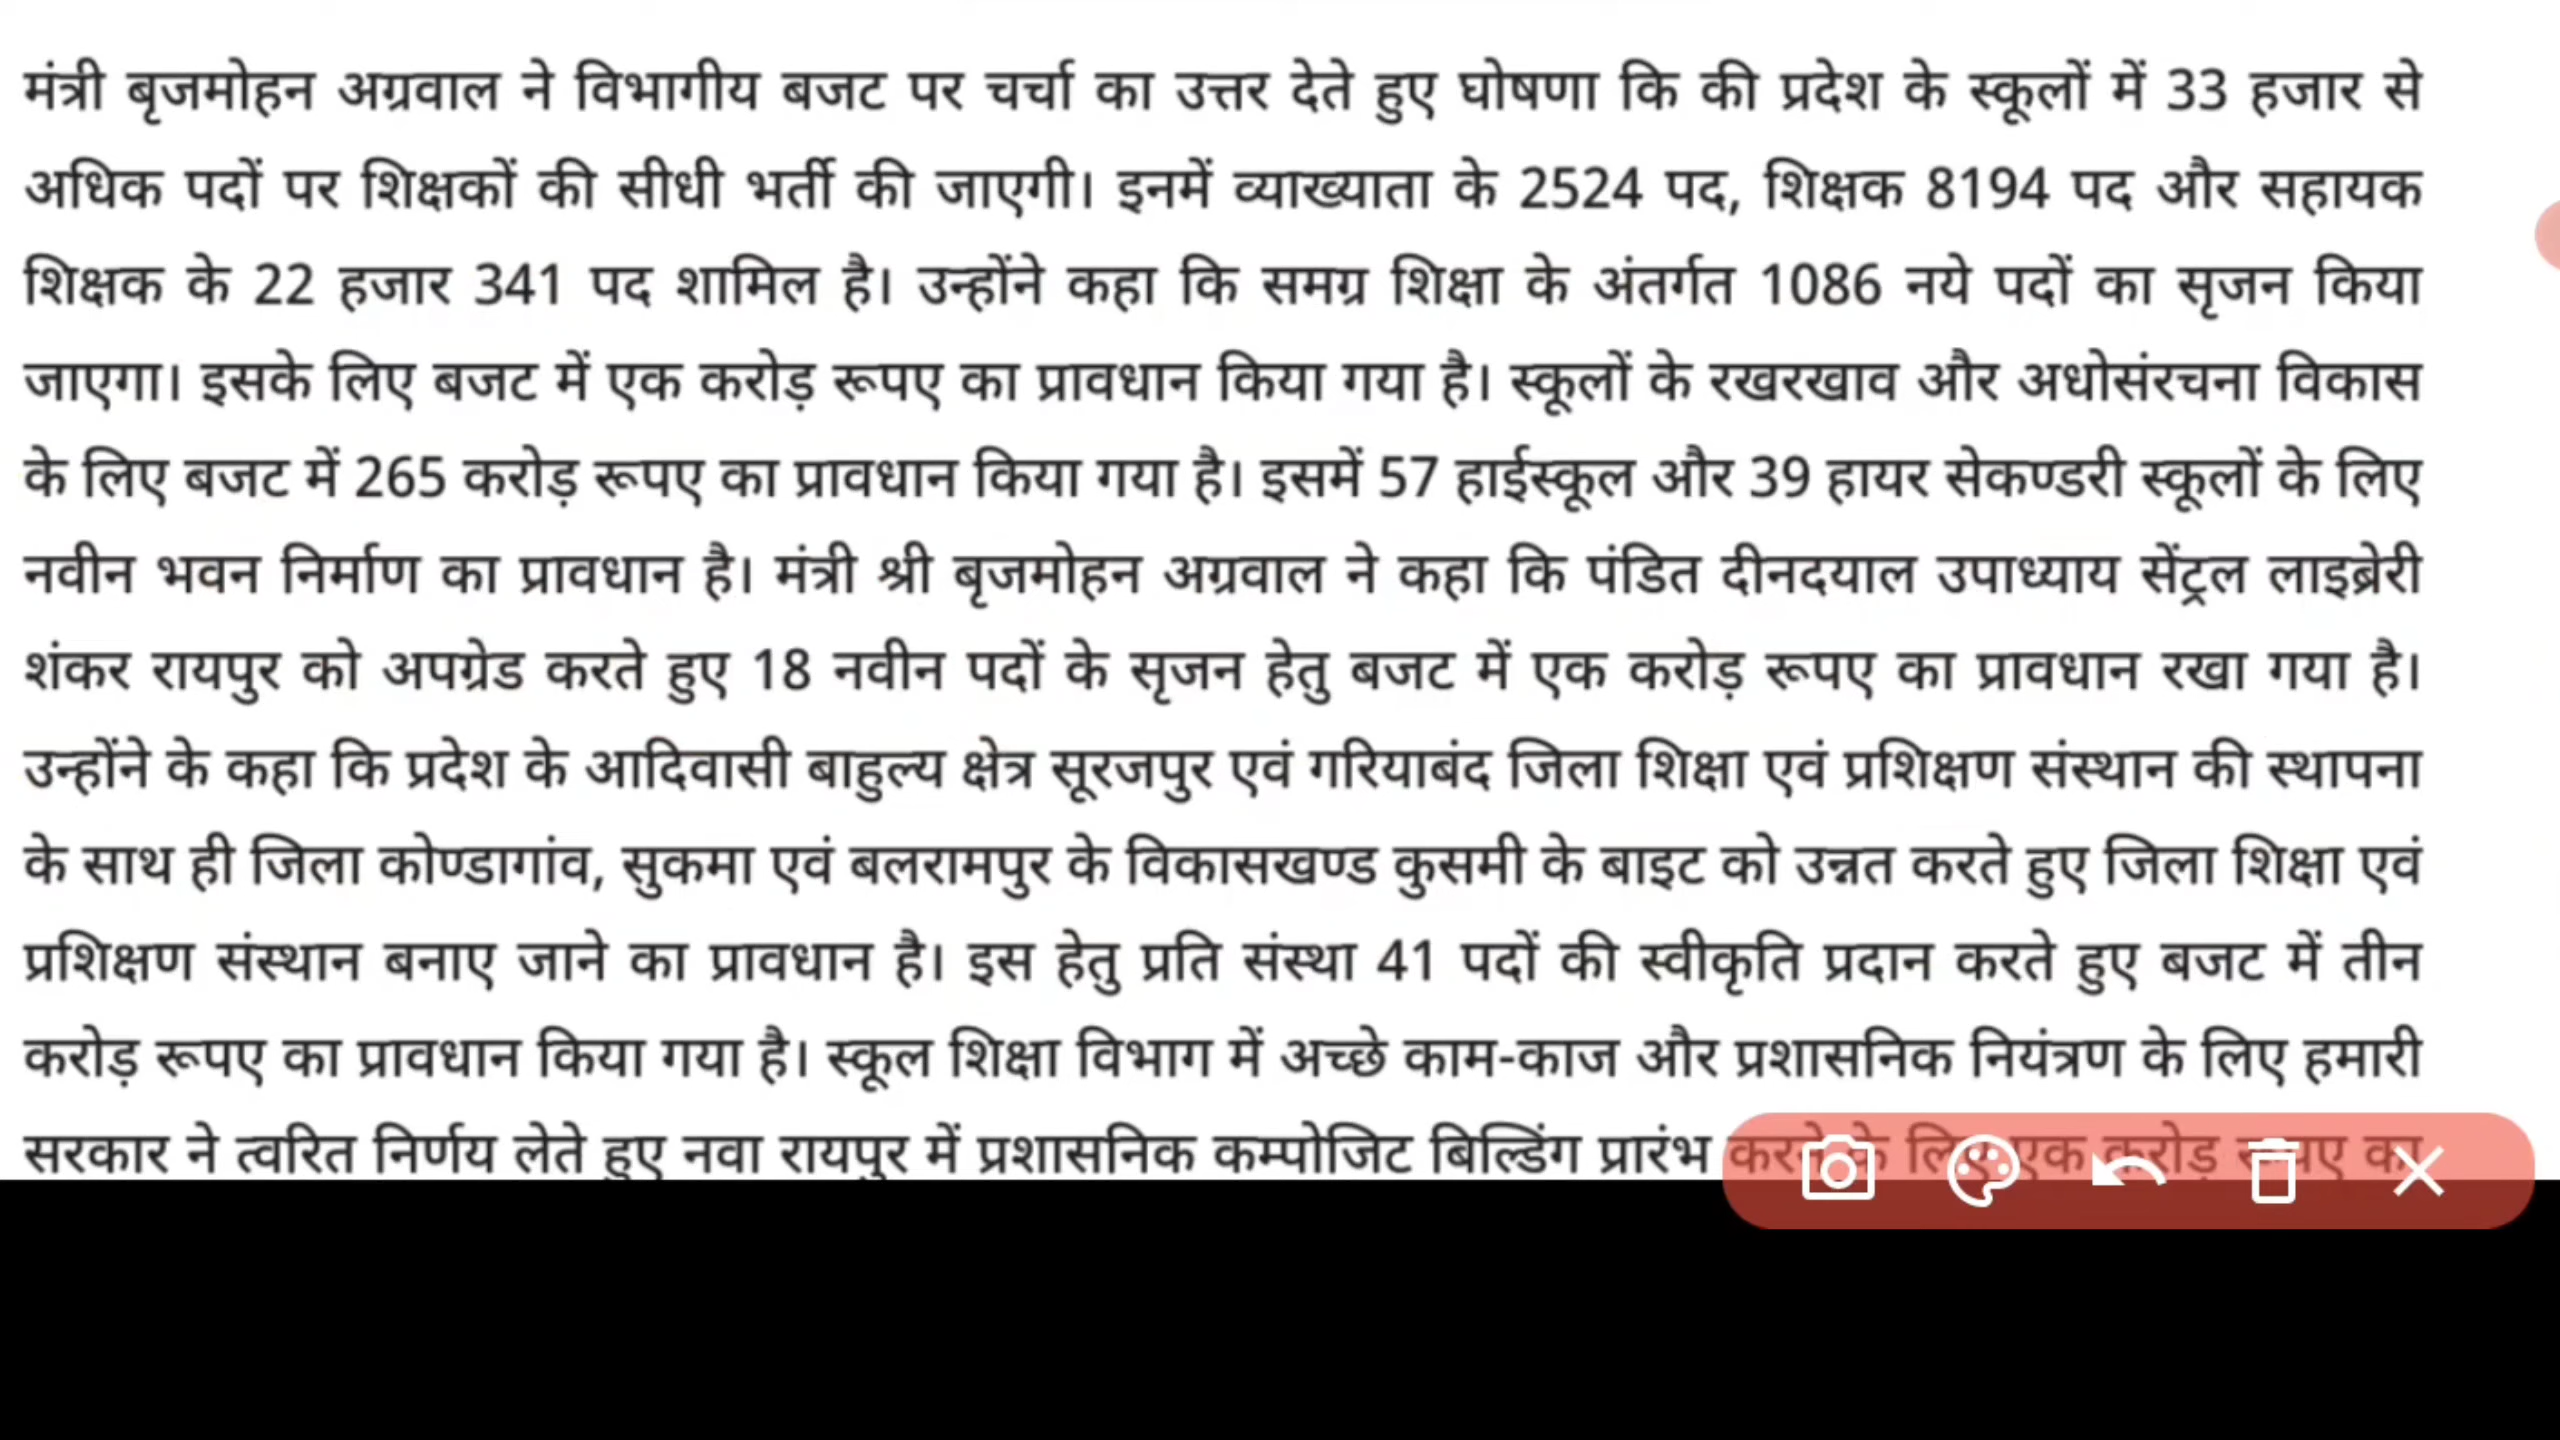 मंत्री बृजमोहन अग्रवाल ने विभागीय बजट पर चर्चा का उत्तर देते हुए घोषणा कि की प्रदेश के स्कूलों में 33 हजार से
अधिक पदों पर शिक्षकों की सीधी भर्ती की जाएगी। इनमें व्याख्याता के 2524 पद, शिक्षक 8194 पद और सहायक
शिक्षक के 22 हजार 341 पद शामिल है। उन्होंने कहा कि समग्र शिक्षा के अंतर्गत 1086 नये पदों का सृजन किया
जाएगा। इसके लिए बजट में एक करोड़ रूपए का प्रावधान किया गया है। स्कूलों के रखरखाव और अधोसंरचना विकास
के लिए बजट में 265 करोड़ रूपए का प्रावधान किया गया है। इसमें 57 हाईस्कूल और 39 हायर सेकण्डरी स्कूलों के लिए
नवीन भवन निर्माण का प्रावधान है। मंत्री श्री बृजमोहन अग्रवाल ने कहा कि पंडित दीनदयाल उपाध्याय सेंट्रल लाइब्रेरी
शंकर रायपुर को अपग्रेड करते हुए 18 नवीन पदों के सृजन हेतु बजट में एक करोड़ रूपए का प्रावधान रखा गया है।
उन्होंने के कहा कि प्रदेश के आदिवासी बाहुल्य क्षेत्र सूरजपुर एवं गरियाबंद जिला शिक्षा एवं प्रशिक्षण संस्थान की स्थापना
के साथ ही जिला कोण्डागांव, सुकमा एवं बलरामपुर के विकासखण्ड कुसमी के बाइट को उन्नत करते हुए जिला शिक्षा एवं
प्रशिक्षण संस्थान बनाए जाने का प्रावधान है। इस हेतु प्रति संस्था 41 पदों की स्वीकृति प्रदान करते हुए बजट में तीन
करोड़ रूपए का प्रावधान किया गया है। स्कूल शिक्षा विभाग में अच्छे काम-काज और प्रशासनिक नियंत्रण के लिए हमारी
सरकार ने त्वरित निर्णय लेते हुए नवा रायपुर में प्रशासनिक कम्पोजिट बिल्डिंग प्रारंभ करने के लिए एक करोड़ रूपए का